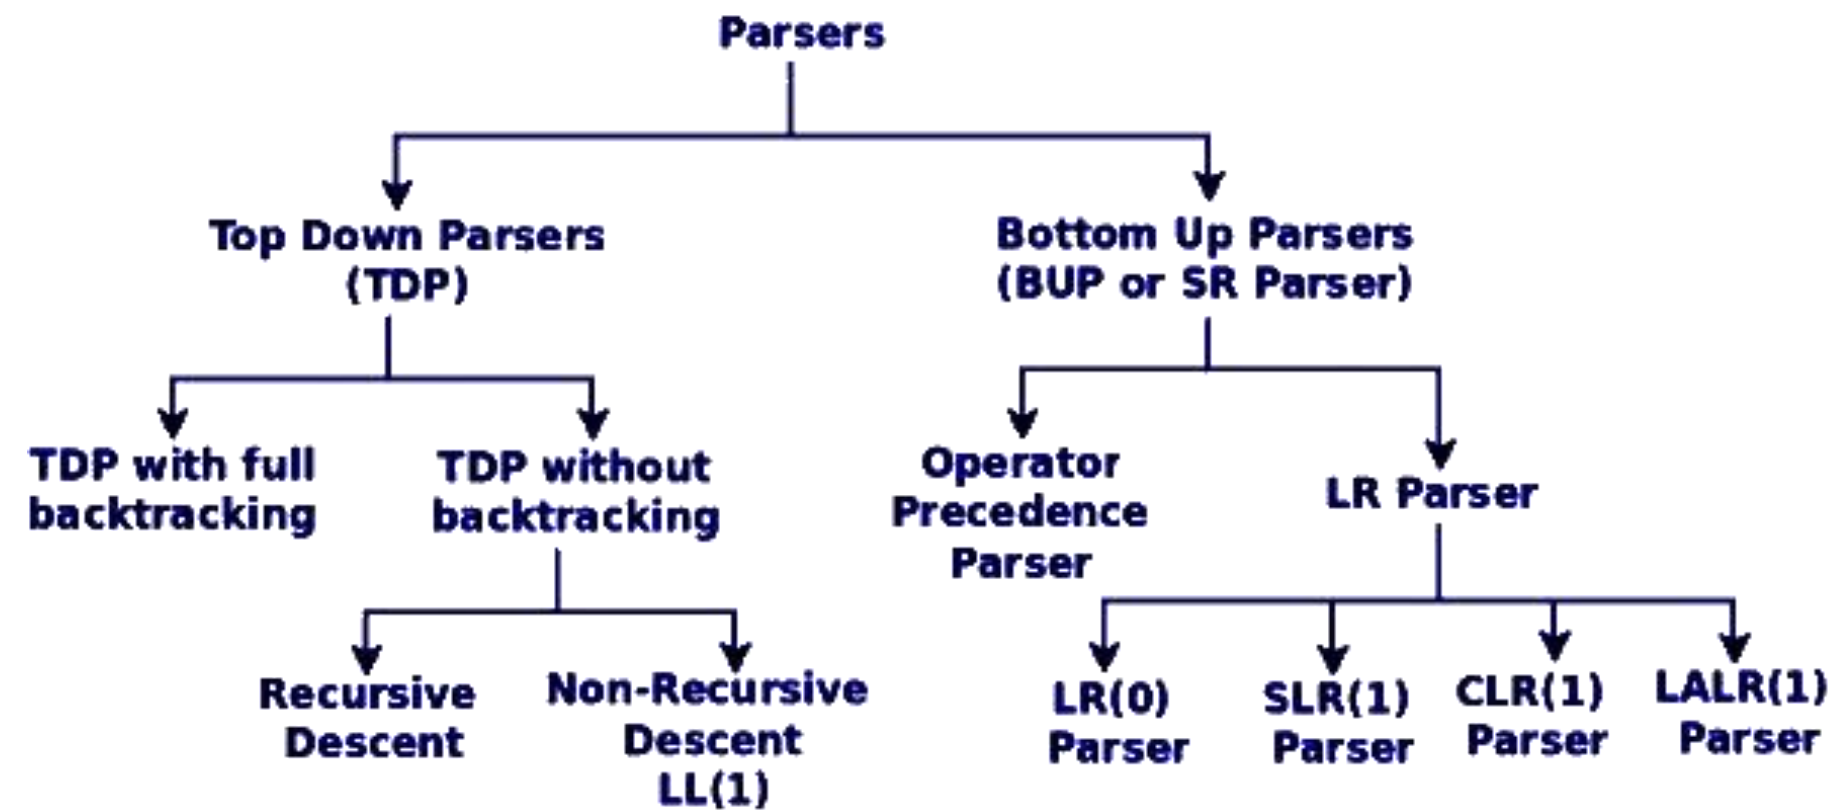 Parsers
Top Down Parsers
(TDP)
Bottom Up Parsers
(BUP or SR Parser)
TDP with full
backtracking
TDP without
backtracking
Operator
Precedence
Parser
LR Parser
Recursive
Descent
Non-Recursive
Descent
LL(1)
LR(0)
Parser
SLR(1)
Parser
CLR(1)
Parser
LALR(1)
Parser